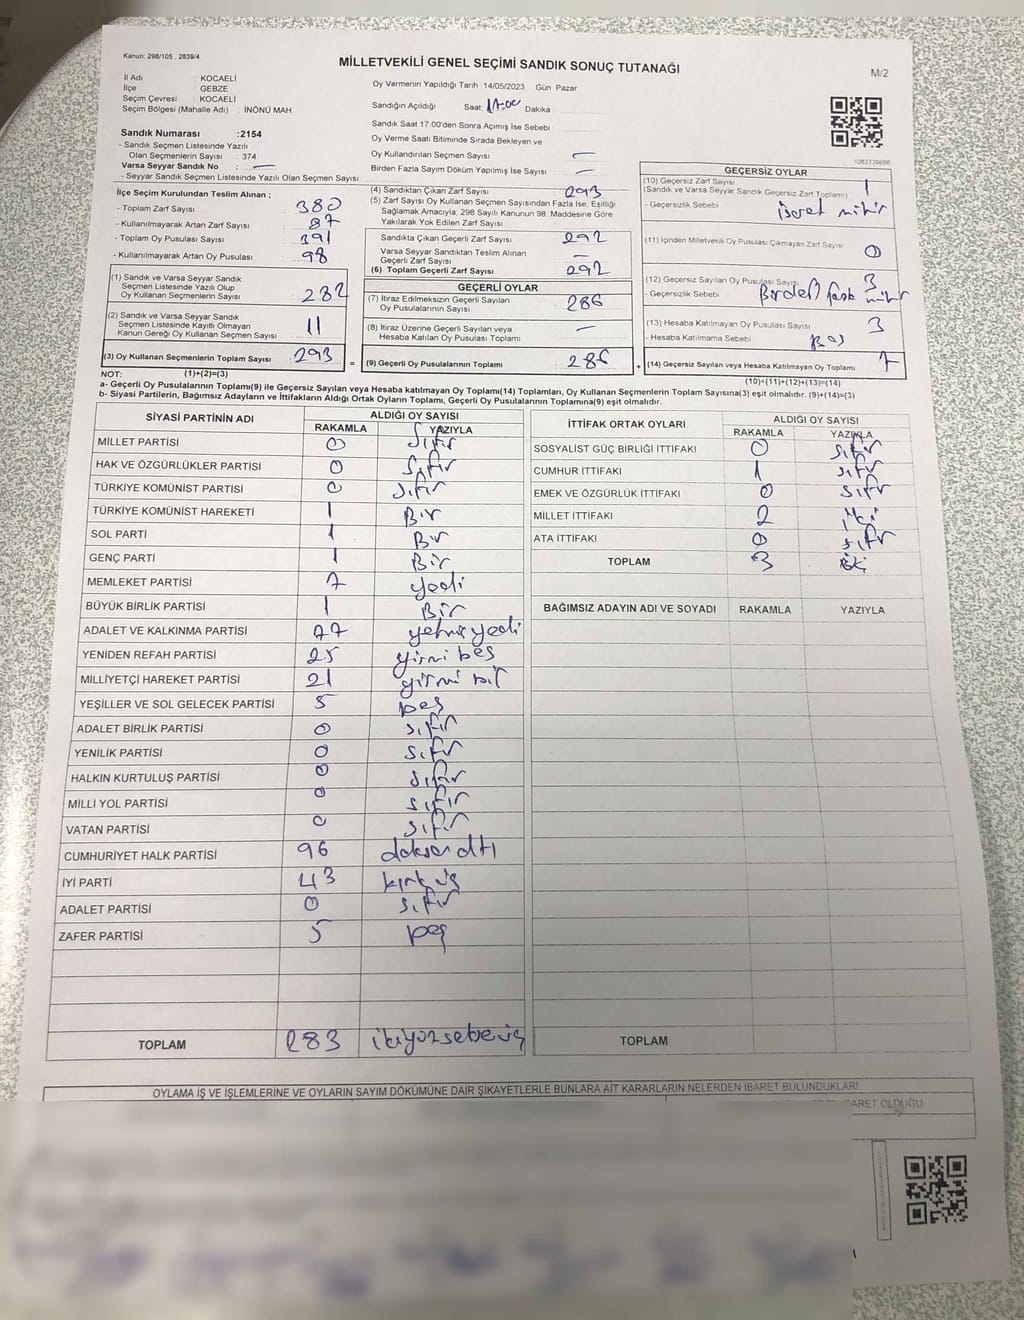 Kanun: 298/105 , 2839/4
MİLLETVEKİLİ GENEL SEÇİMİ SANDIK SONUÇ TUTANAĞI
M/2
İl Adı : KOCAELİ
İlçe : GEBZE
Seçim Çevresi : KOCAELİ
Seçim Bölgesi (Mahalle Adı) : İNÖNÜ MAH
Sandık Numarası :2154
- Sandık Seçmen Listesinde Yazılı
Olan Seçmenlerin Sayısı : 374
Varsa Seyyar Sandık No : —
- Seyyar Sandık Seçmen Listesinde Yazılı Olan Seçmen Sayısı:
Oy Vermenin Yapıldığı Tarih :14/05/2023 Gün Pazar
Sandığın Açıldığı Saat: 17.00 Dakika
Sandık Saat 17:00'den Sonra Açımış İse Sebebi :
Oy Verme Saati Bitiminde Sırada Bekleyen ve
Oy Kullandırılan Seçmen Sayısı : —
Birden Fazla Sayım Döküm Yapılmış İse Sayısı : —
1063710696
İlçe Seçim Kurulundan Teslim Alınan ;
- Toplam Zarf Sayısı : 380
- Kullanılmayarak Artan Zarf Sayısı : 87
- Toplam Oy Pusulası Sayısı : 391
- Kullanılmayarak Artan Oy Pusulası : 98
(1) Sandık ve Varsa Seyyar Sandık
Seçmen Listesinde Yazılı Olup
Oy Kullanan Seçmenlerin Sayısı : 282
(2) Sandık ve Varsa Seyyar Sandık
Seçmen Listesinde Kayıtlı Olmayan
Kanun Gereği Oy Kullanan Seçmen Sayısı : 11
(3) Oy Kullanan Seçmenlerin Toplam Sayısı : 293
(4) Sandıktan Çıkan Zarf Sayısı : 293
(5) Zarf Sayısı Oy Kullanan Seçmen Sayısından Fazla İse, Eşitliği
Sağlamak Amacıyla; 298 Sayılı Kanunun 98. Maddesine Göre
Yakılarak Yok Edilen Zarf Sayısı :
Sandıkta Çıkan Geçerli Zarf Sayısı : 292
Varsa Seyyar Sandıktan Teslim Alınan
Geçerli Zarf Sayısı : —
(6) Toplam Geçerli Zarf Sayısı : 292
GEÇERLİ OYLAR
(7) İtiraz Edilmeksizin Geçerli Sayılan
Oy Pusulalarının Sayısı : 286
(8) İtiraz Üzerine Geçerli Sayılan veya
Hesaba Katılan Oy Pusulaları Toplamı : —
= (9) Geçerli Oy Pusulalarının Toplamı : 286
GEÇERSİZ OYLAR
(10) Geçersiz Zarf Sayısı : 1
(Sandık ve Varsa Seyyar Sandık Geçersiz Zarf Toplamı)
- Geçersizlik Sebebi : mühür
(11) İçinden Milletvekili Oy Pusulası Çıkmayan Zarf Sayısı : 0
(12) Geçersiz Sayılan Oy Pusulası Sayısı : 3
- Geçersizlik Sebebi : Birden fazla mühür
(13) Hesaba Katılmayan Oy Pusulası Sayısı : 3
- Hesaba Katılmama Sebebi : Boş
+ (14) Geçersiz Sayılan veya Hesaba Katılmayan Oy Toplamı : 7
NOT: (1)+(2)=(3)
(10)+(11)+(12)+(13)=(14)
a- Geçerli Oy Pusulalarının Toplamı(9) ile Geçersiz Sayılan veya Hesaba katılmayan Oy Toplamı(14) Toplamları, Oy Kullanan Seçmenlerin Toplam Sayısına(3) eşit olmalıdır. (9)+(14)=(3)
b- Siyasi Partilerin, Bağımsız Adayların ve İttifakların Aldığı Ortak Oyların Toplamı, Geçerli Oy Pusulalarının Toplamına(9) eşit olmalıdır.
SİYASİ PARTİNİN ADI ALDIĞI OY SAYISI
RAKAMLA YAZIYLA
MİLLET PARTİSİ 0 sıfır
HAK VE ÖZGÜRLÜKLER PARTİSİ 0 sıfır
TÜRKİYE KOMÜNİST PARTİSİ 0 sıfır
TÜRKİYE KOMÜNİST HAREKETİ 1 Bir
SOL PARTİ 1 Bir
GENÇ PARTİ 1 Bir
MEMLEKET PARTİSİ 7 yedi
BÜYÜK BİRLİK PARTİSİ 1 Bir
ADALET VE KALKINMA PARTİSİ 77 yetmiş yedi
YENİDEN REFAH PARTİSİ 25 yirmi beş
MİLLİYETÇİ HAREKET PARTİSİ 21 yirmi bir
YEŞİLLER VE SOL GELECEK PARTİSİ 5 beş
ADALET BİRLİK PARTİSİ 0 sıfır
YENİLİK PARTİSİ 0 sıfır
HALKIN KURTULUŞ PARTİSİ 0 sıfır
MİLLİ YOL PARTİSİ 0 sıfır
VATAN PARTİSİ 0 sıfır
CUMHURİYET HALK PARTİSİ 96 doksan altı
İYİ PARTİ 43 kırk üç
ADALET PARTİSİ 0 sıfır
ZAFER PARTİSİ 5 beş
TOPLAM 283
İTTİFAK ORTAK OYLARI ALDIĞI OY SAYISI
RAKAMLA YAZIYLA
SOSYALİST GÜÇ BİRLİĞİ İTTİFAKI 0 sıfır
CUMHUR İTTİFAKI 1 sıfır
EMEK VE ÖZGÜRLÜK İTTİFAKI 0 sıfır
MİLLET İTTİFAKI 2 iki
ATA İTTİFAKI 0 sıfır
TOPLAM 3
BAĞIMSIZ ADAYIN ADI VE SOYADI RAKAMLA YAZIYLA
TOPLAM
OYLAMA İŞ VE İŞLEMLERİNE VE OYLARIN SAYIM DÖKÜMÜNE DAİR ŞİKAYETLERLE BUNLARA AİT KARARLARIN NELERDEN İBARET BULUNDUKLARI
İBARET OLDUĞU